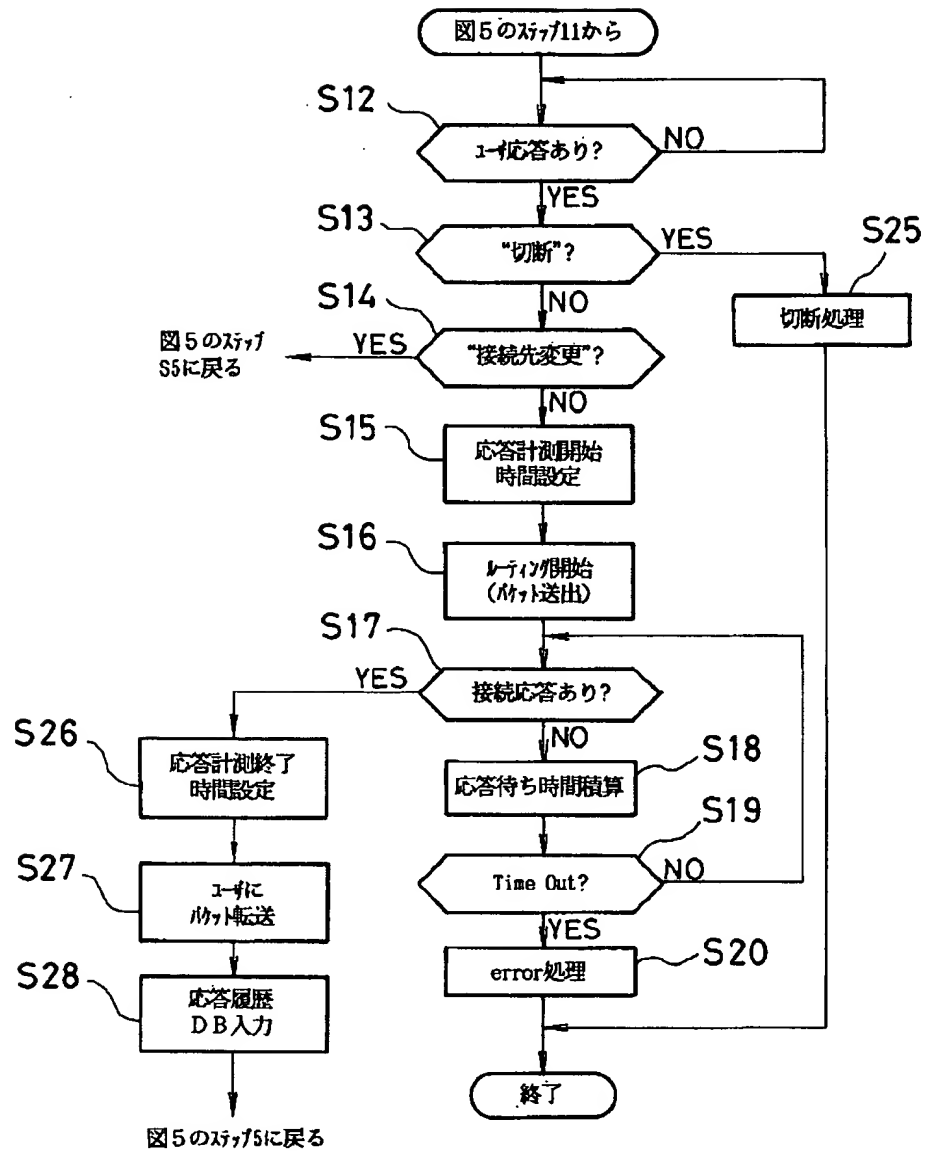 図5のｽﾃｯﾌﾟ11から
S12
ﾕｰｻﾞ応答あり?
NO
YES
S13
“切断”?
YES
S25
切断処理
NO
S14
“接続先変更”?
YES
図5のｽﾃｯﾌﾟ
S5に戻る
NO
S15
応答計測開始
時間設定
S16
ﾙｰﾃｨﾝｸﾞ開始
(ﾊﾟｹｯﾄ送出)
S17
接続応答あり?
YES
NO
S26
応答計測終了
時間設定
S18
応答待ち時間積算
S19
Time Out?
NO
YES
S27
ﾕｰｻﾞに
ﾊﾟｹｯﾄ転送
S20
error処理
S28
応答履歴
DB入力
終了
図5のｽﾃｯﾌﾟ5に戻る